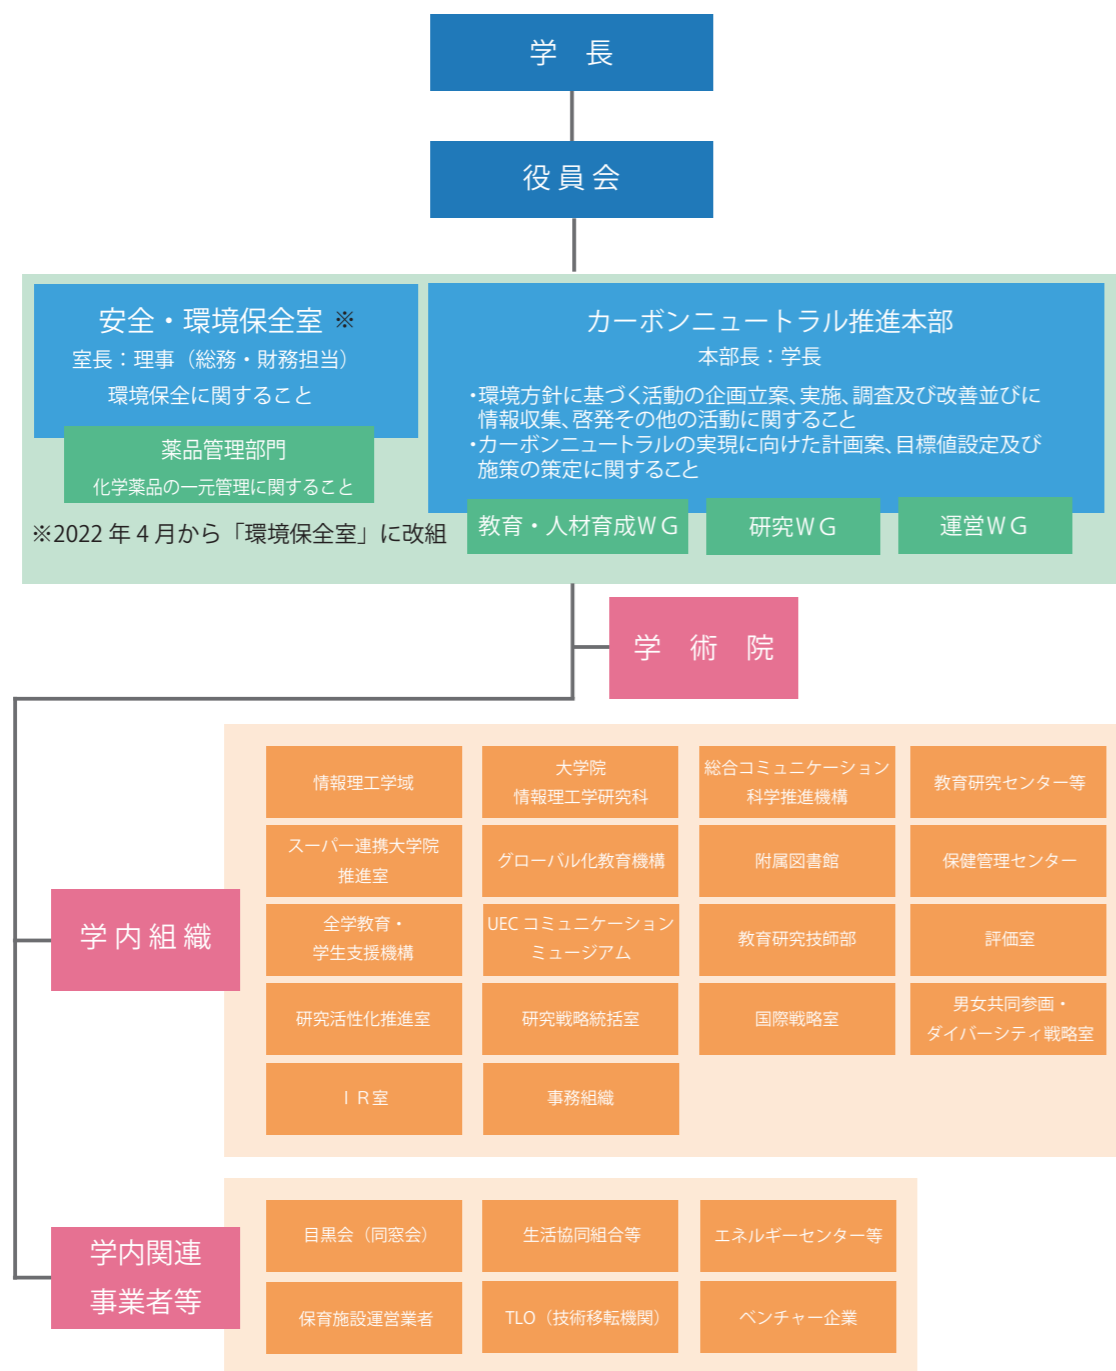 学 長
役員会
安全・環境保全室 ※
室長：理事（総務・財務担当）
環境保全に関すること
薬品管理部門
化学薬品の一元管理に関すること
※2022 年 4 月から「環境保全室」に改組
カーボンニュートラル推進本部
本部長：学長
・環境方針に基づく活動の企画立案、実施、調査及び改善並びに
情報収集、啓発その他の活動に関すること
・カーボンニュートラルの実現に向けた計画案、目標値設定及び
施策の策定に関すること
教育・人材育成ＷＧ
研究ＷＧ
運営ＷＧ
学 術 院
学内組織
情報理工学域
大学院
情報理工学研究科
総合コミュニケーション
科学推進機構
教育研究センター等
スーパー連携大学院
推進室
グローバル化教育機構
附属図書館
保健管理センター
全学教育・
学生支援機構
UEC コミュニケーション
ミュージアム
教育研究技師部
評価室
研究活性化推進室
研究戦略統括室
国際戦略室
男女共同参画・
ダイバーシティ戦略室
ＩＲ室
事務組織
学内関連
事業者等
目黒会（同窓会）
生活協同組合等
エネルギーセンター等
保育施設運営業者
TLO（技術移転機関）
ベンチャー企業